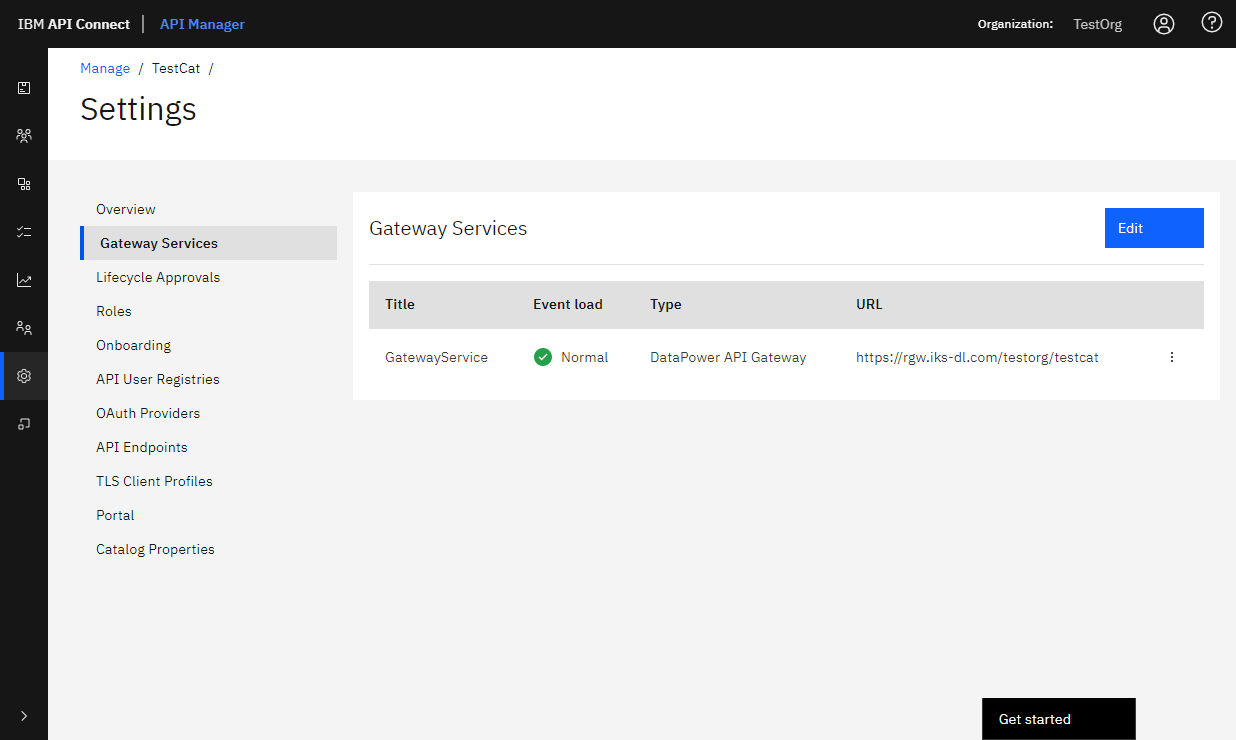 IBM API Connect | API Manager
Organization: TestOrg
Manage / TestCat /
Settings
Overview
Gateway Services
Lifecycle Approvals
Roles
Onboarding
API User Registries
OAuth Providers
API Endpoints
TLS Client Profiles
Portal
Catalog Properties
Gateway Services
Edit
Title Event load Type URL
GatewayService Normal DataPower API Gateway https://rgw.iks-dl.com/testorg/testcat
Get started